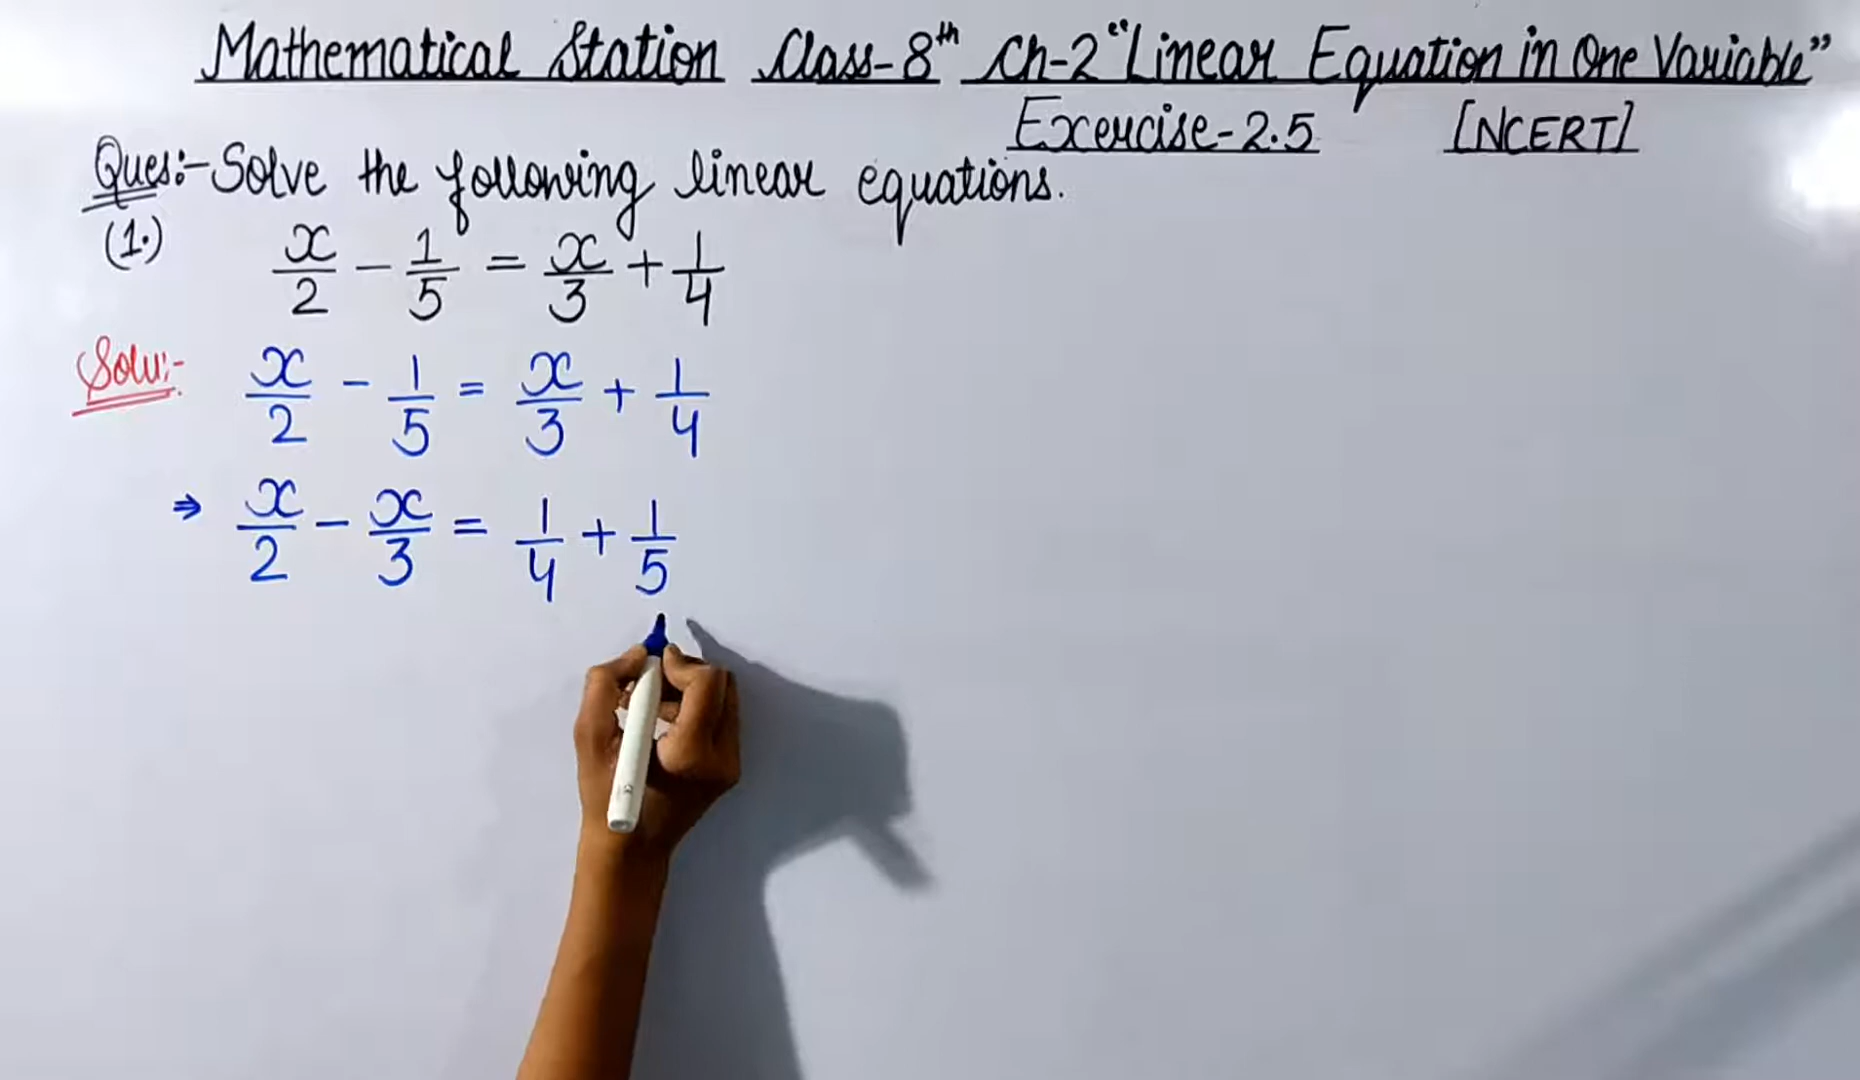 Mathematical Station Class-8th Ch-2 "Linear Equation in One Variable"
Exercise-2.5 [NCERT]
Ques:- Solve the following linear equations.
(1.) x/2 - 1/5 = x/3 + 1/4
Solu:- x/2 - 1/5 = x/3 + 1/4
⇒ x/2 - x/3 = 1/4 + 1/5